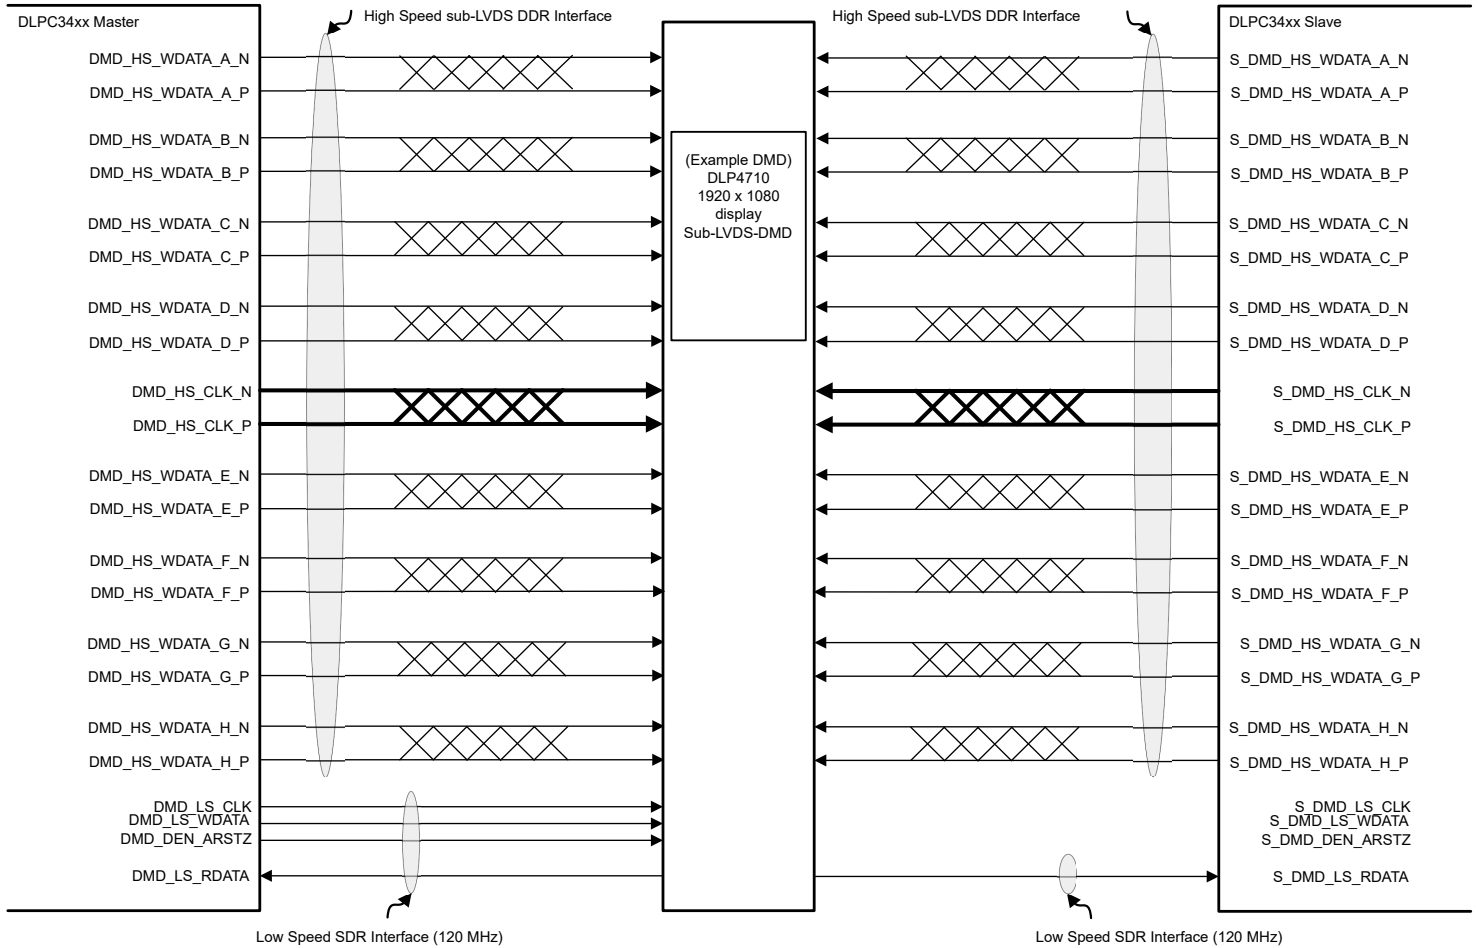 DLPC34xx Master
High Speed sub-LVDS DDR Interface
High Speed sub-LVDS DDR Interface
DLPC34xx Slave
DMD_HS_WDATA_A_N
DMD_HS_WDATA_A_P
DMD_HS_WDATA_B_N
DMD_HS_WDATA_B_P
DMD_HS_WDATA_C_N
DMD_HS_WDATA_C_P
DMD_HS_WDATA_D_N
DMD_HS_WDATA_D_P
DMD_HS_CLK_N
DMD_HS_CLK_P
DMD_HS_WDATA_E_N
DMD_HS_WDATA_E_P
DMD_HS_WDATA_F_N
DMD_HS_WDATA_F_P
DMD_HS_WDATA_G_N
DMD_HS_WDATA_G_P
DMD_HS_WDATA_H_N
DMD_HS_WDATA_H_P
DMD_LS_CLK
DMD_LS_WDATA
DMD_DEN_ARSTZ
DMD_LS_RDATA
(Example DMD)
DLP4710
1920 x 1080
display
Sub-LVDS-DMD
S_DMD_HS_WDATA_A_N
S_DMD_HS_WDATA_A_P
S_DMD_HS_WDATA_B_N
S_DMD_HS_WDATA_B_P
S_DMD_HS_WDATA_C_N
S_DMD_HS_WDATA_C_P
S_DMD_HS_WDATA_D_N
S_DMD_HS_WDATA_D_P
S_DMD_HS_CLK_N
S_DMD_HS_CLK_P
S_DMD_HS_WDATA_E_N
S_DMD_HS_WDATA_E_P
S_DMD_HS_WDATA_F_N
S_DMD_HS_WDATA_F_P
S_DMD_HS_WDATA_G_N
S_DMD_HS_WDATA_G_P
S_DMD_HS_WDATA_H_N
S_DMD_HS_WDATA_H_P
S_DMD_LS_CLK
S_DMD_LS_WDATA
S_DMD_DEN_ARSTZ
S_DMD_LS_RDATA
Low Speed SDR Interface (120 MHz)
Low Speed SDR Interface (120 MHz)